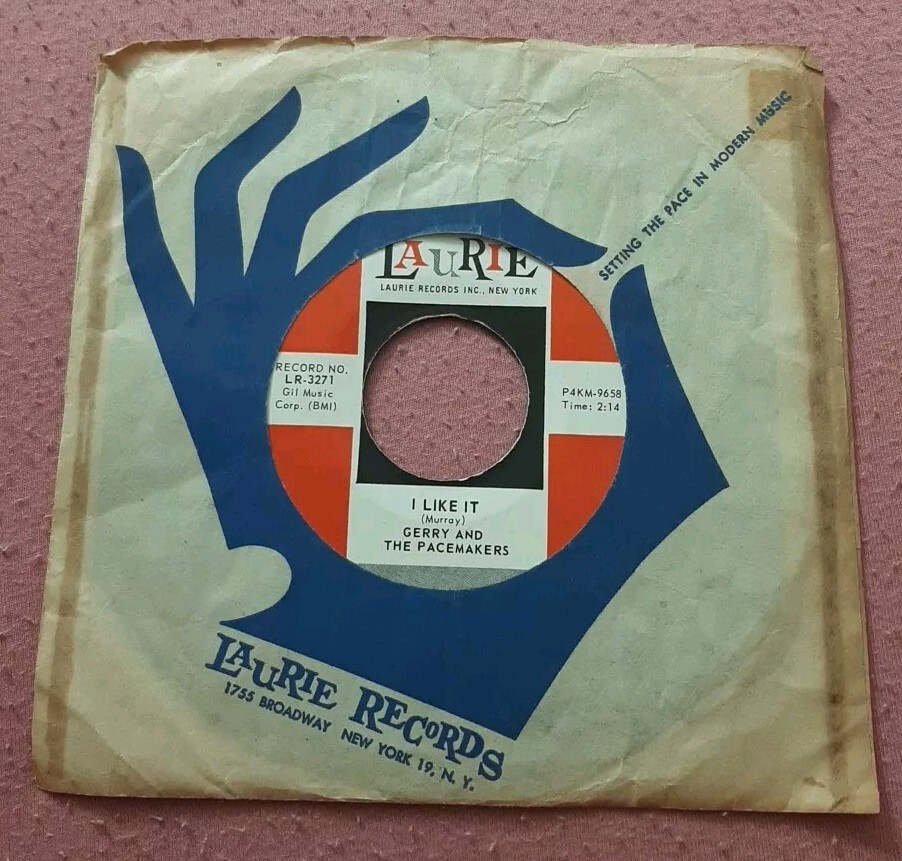 SETTING THE PACE IN MODERN MUSIC
LAURIE
LAURIE RECORDS INC., NEW YORK
RECORD NO.
LR-3271
Gil Music
Corp. (BMI)
P4KM-9658
Time: 2:14
I LIKE IT
(Murray)
GERRY AND
THE PACEMAKERS
LAURIE RECORDS
1755 BROADWAY NEW YORK 19, N. Y.